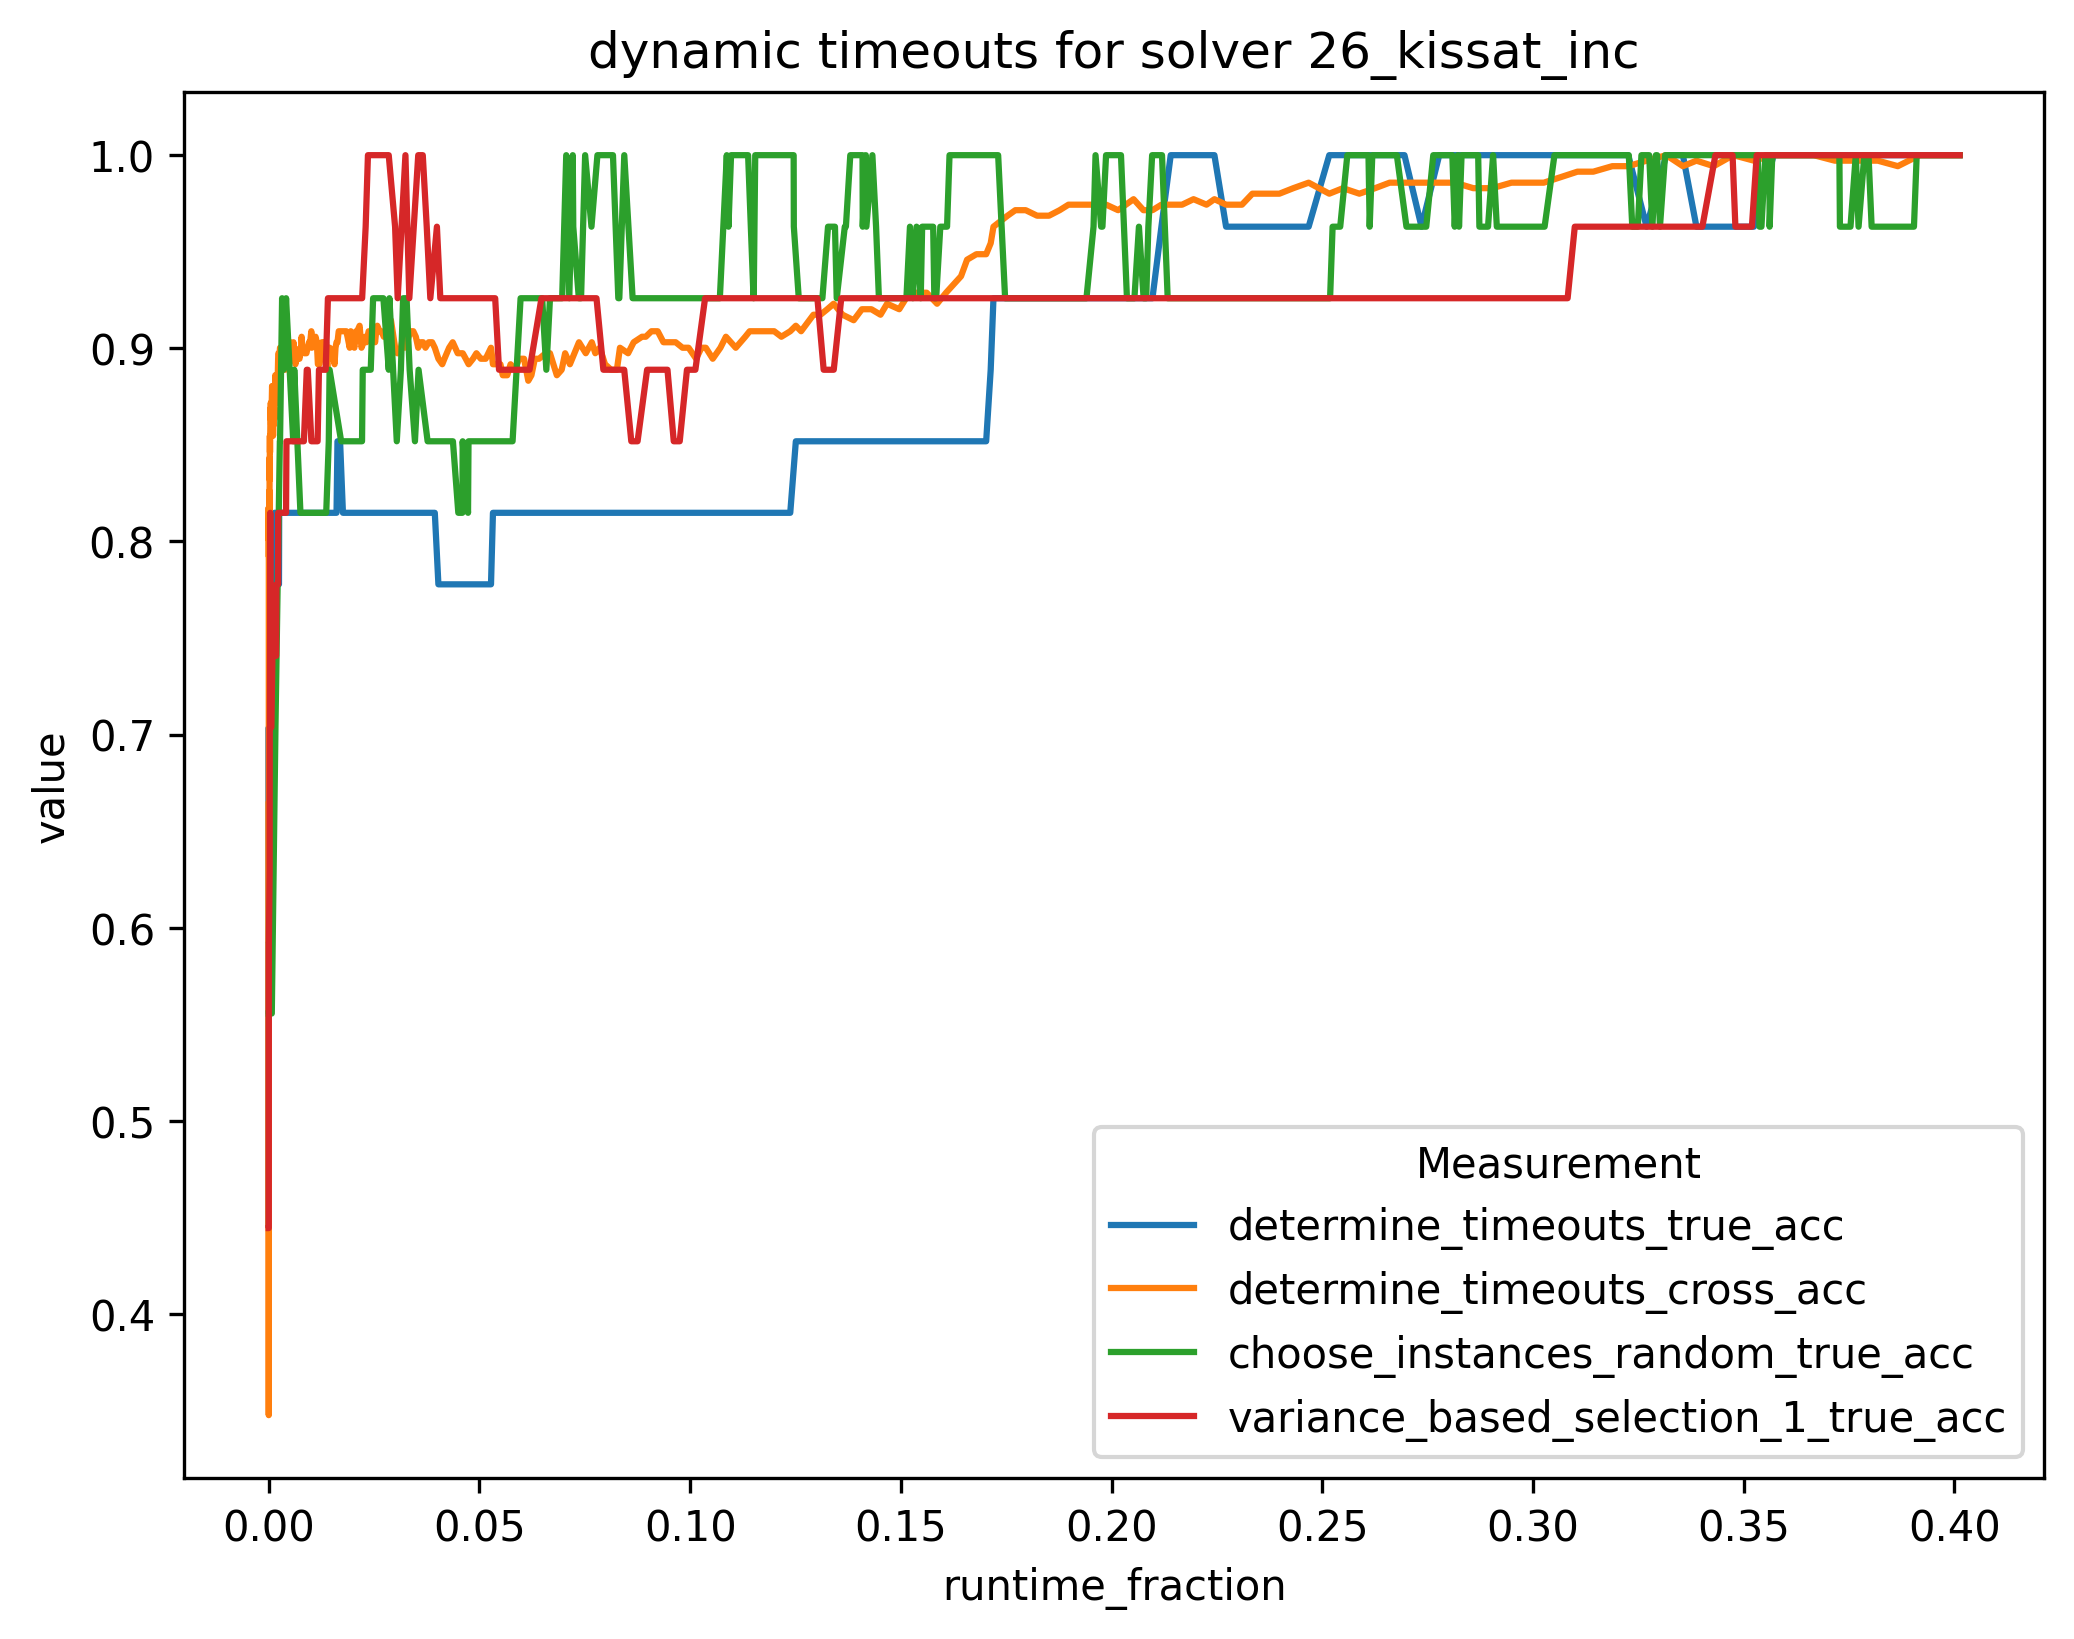 dynamic timeouts for solver 26_kissat_inc
value
1.0
0.9
0.8
0.7
0.6
0.5
0.4
Measurement
determine_timeouts_true_acc
determine_timeouts_cross_acc
choose_instances_random_true_acc
variance_based_selection_1_true_acc
0.00 0.05 0.10 0.15 0.20 0.25 0.30 0.35 0.40
runtime_fraction